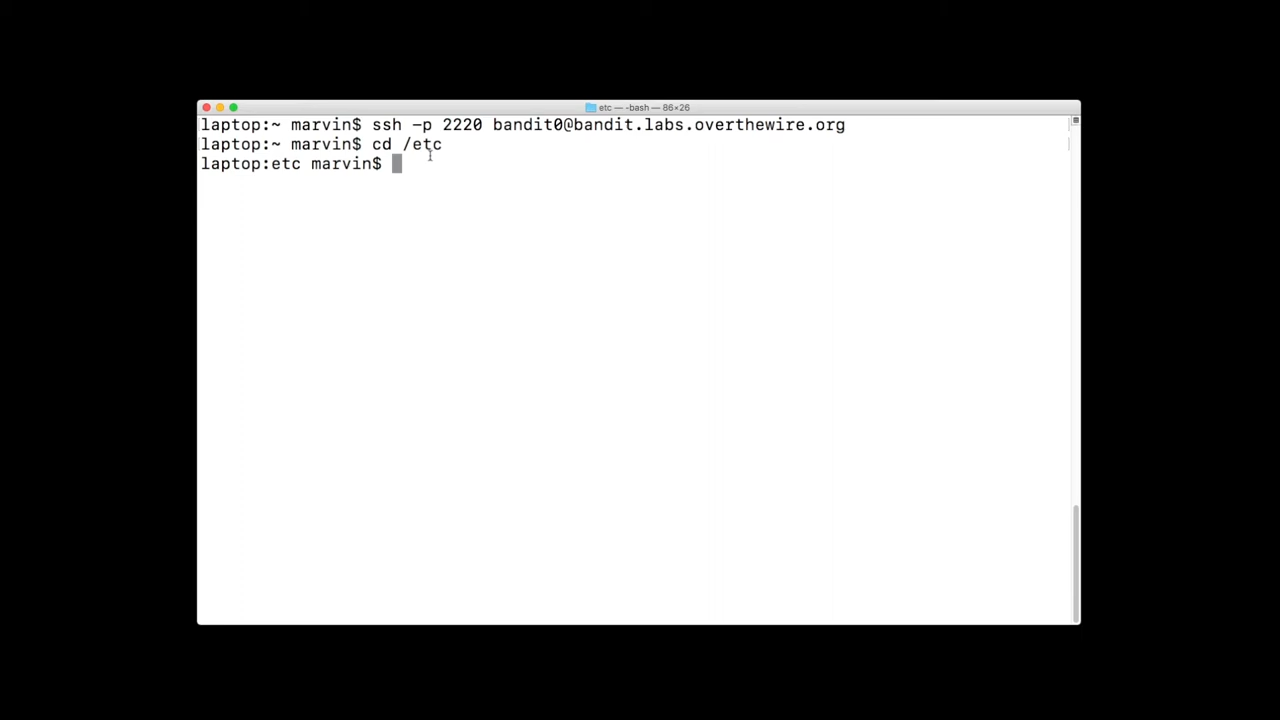 etc — -bash — 86×26
laptop:~ marvin$ ssh -p 2220 bandit0@bandit.labs.overthewire.org
laptop:~ marvin$ cd /etc
laptop:etc marvin$